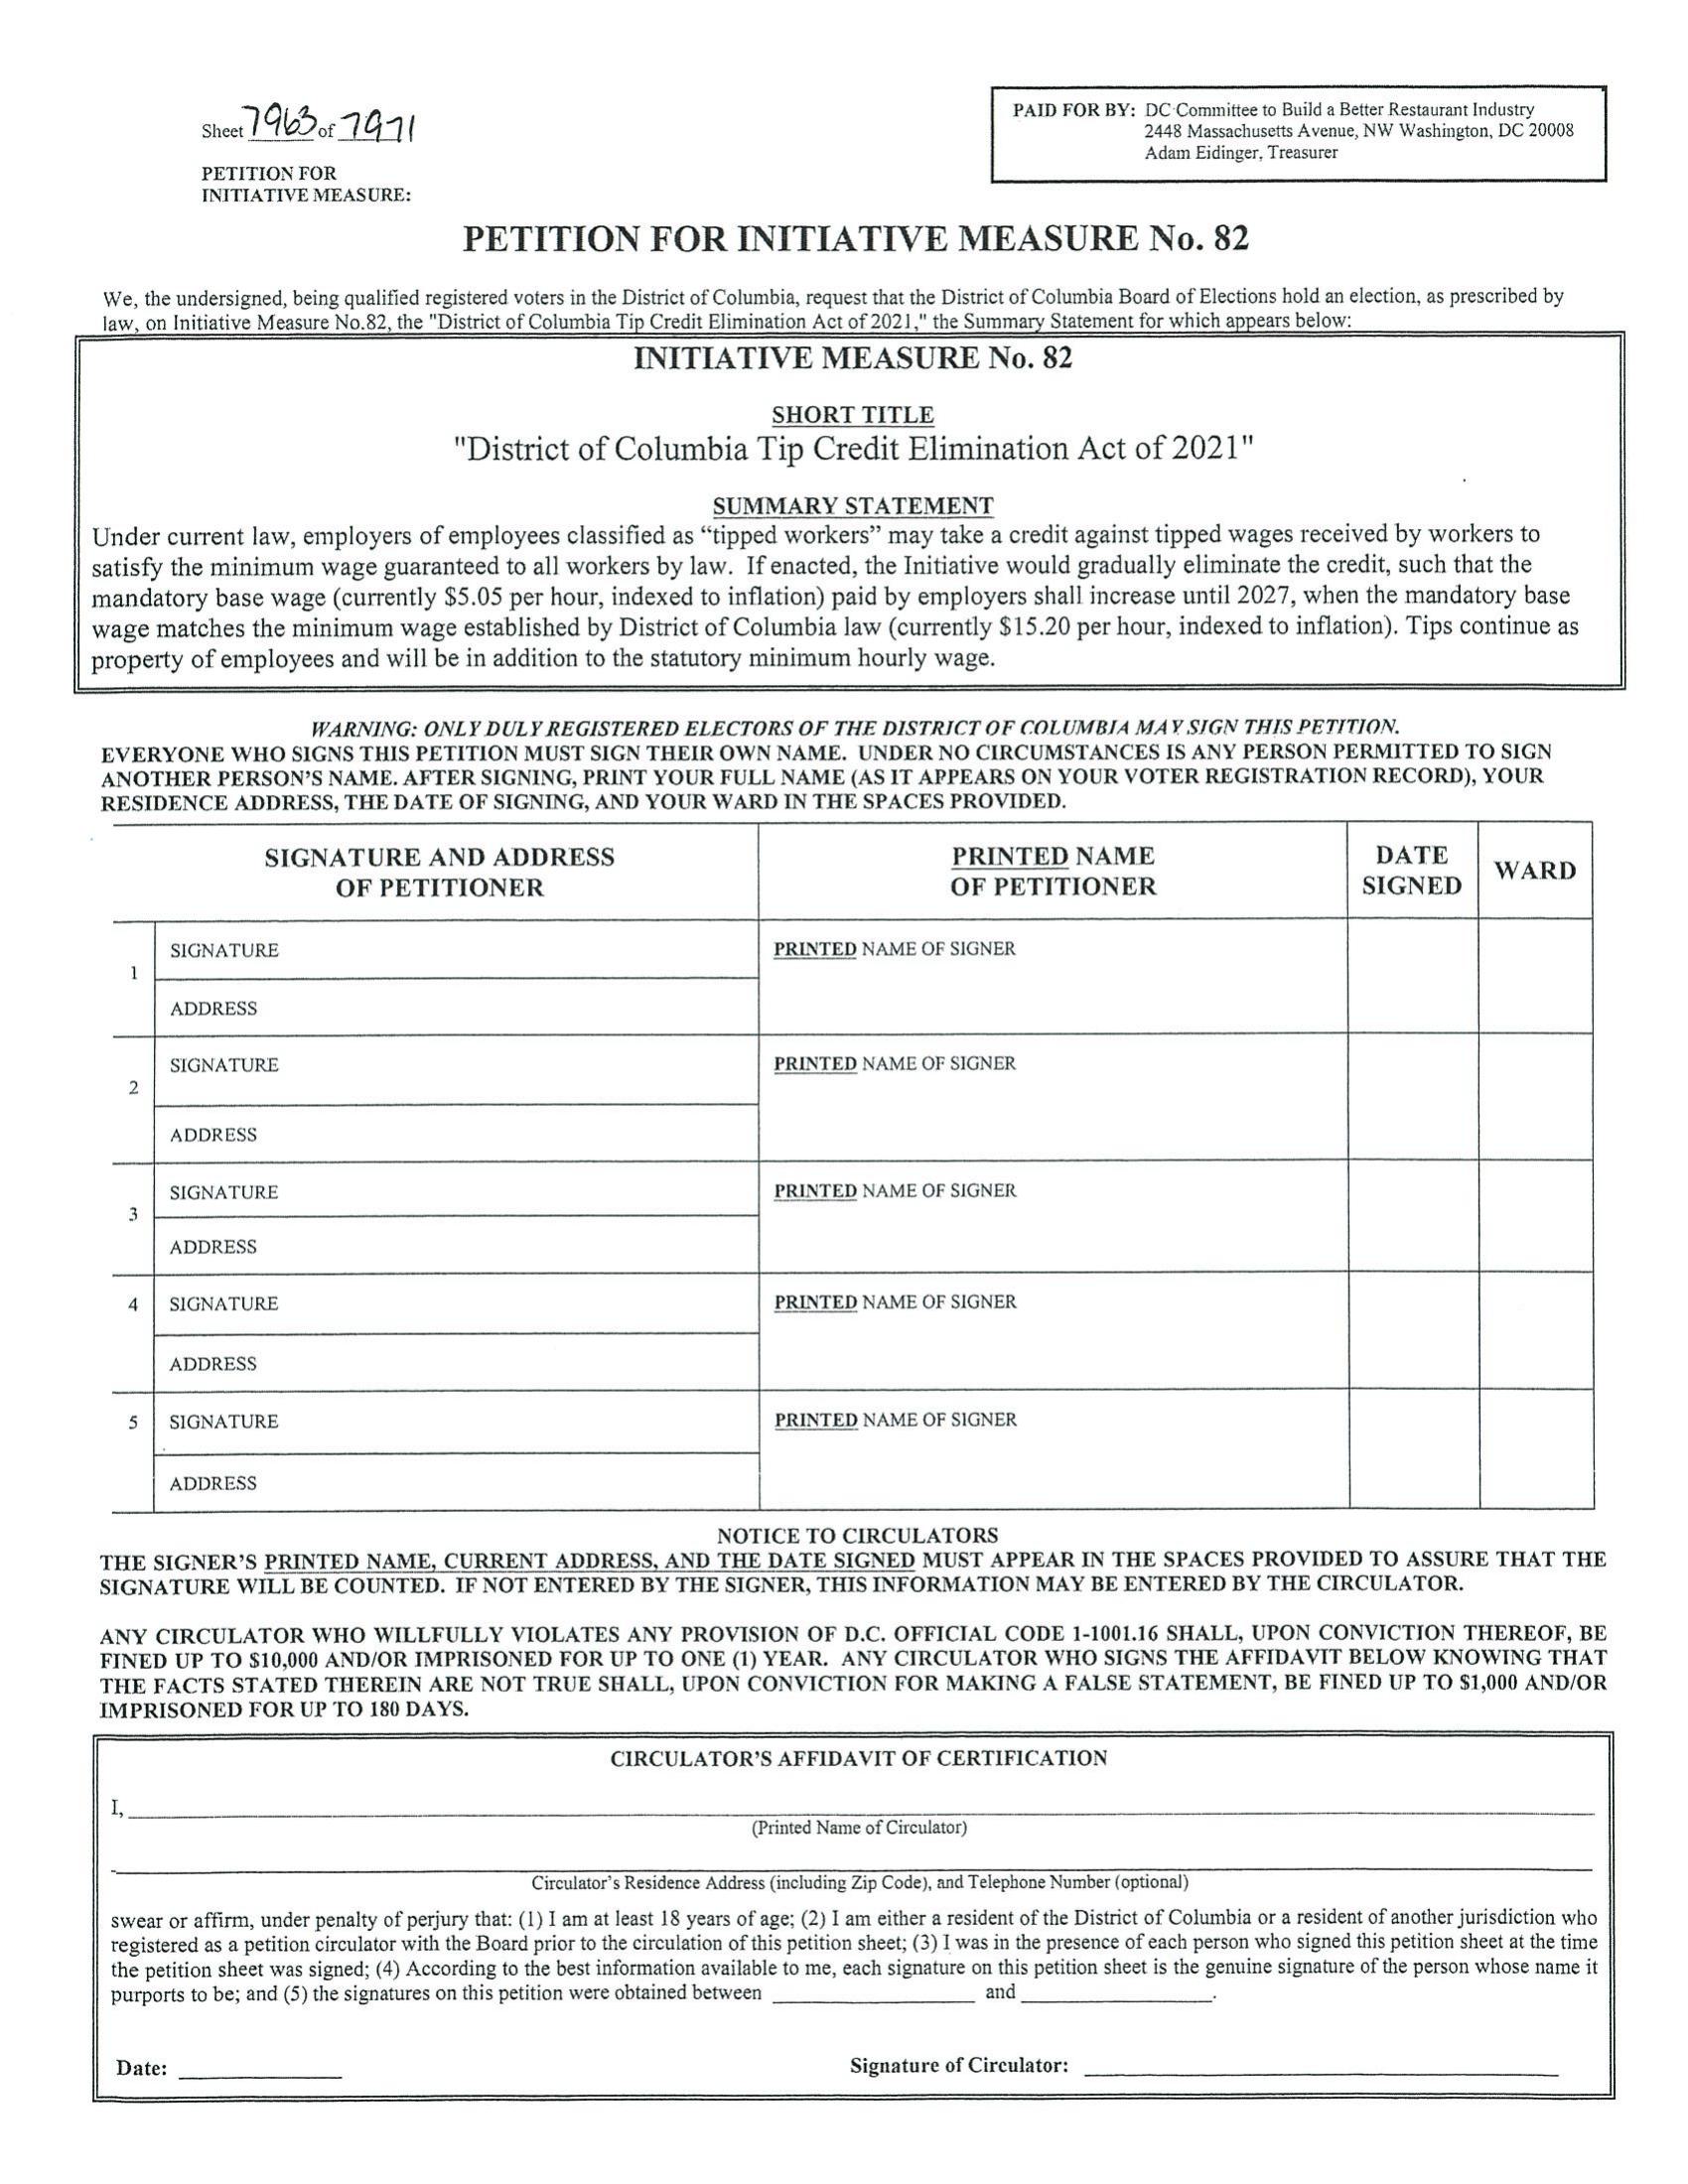 Sheet 7963 of 7971
PAID FOR BY: DC Committee to Build a Better Restaurant Industry
2448 Massachusetts Avenue, NW Washington, DC 20008
Adam Eidinger, Treasurer
PETITION FOR
INITIATIVE MEASURE:
PETITION FOR INITIATIVE MEASURE No. 82
We, the undersigned, being qualified registered voters in the District of Columbia, request that the District of Columbia Board of Elections hold an election, as prescribed by
law, on Initiative Measure No.82, the "District of Columbia Tip Credit Elimination Act of 2021," the Summary Statement for which appears below:
INITIATIVE MEASURE No. 82
SHORT TITLE
"District of Columbia Tip Credit Elimination Act of 2021"
SUMMARY STATEMENT
Under current law, employers of employees classified as “tipped workers” may take a credit against tipped wages received by workers to
satisfy the minimum wage guaranteed to all workers by law. If enacted, the Initiative would gradually eliminate the credit, such that the
mandatory base wage (currently $5.05 per hour, indexed to inflation) paid by employers shall increase until 2027, when the mandatory base
wage matches the minimum wage established by District of Columbia law (currently $15.20 per hour, indexed to inflation). Tips continue as
property of employees and will be in addition to the statutory minimum hourly wage.
WARNING: ONLY DULY REGISTERED ELECTORS OF THE DISTRICT OF COLUMBIA MAY SIGN THIS PETITION.
EVERYONE WHO SIGNS THIS PETITION MUST SIGN THEIR OWN NAME. UNDER NO CIRCUMSTANCES IS ANY PERSON PERMITTED TO SIGN
ANOTHER PERSON’S NAME. AFTER SIGNING, PRINT YOUR FULL NAME (AS IT APPEARS ON YOUR VOTER REGISTRATION RECORD), YOUR
RESIDENCE ADDRESS, THE DATE OF SIGNING, AND YOUR WARD IN THE SPACES PROVIDED.
SIGNATURE AND ADDRESS
OF PETITIONER
PRINTED NAME
OF PETITIONER
DATE
SIGNED
WARD
1 SIGNATURE
PRINTED NAME OF SIGNER
ADDRESS
2 SIGNATURE
PRINTED NAME OF SIGNER
ADDRESS
3 SIGNATURE
PRINTED NAME OF SIGNER
ADDRESS
4 SIGNATURE
PRINTED NAME OF SIGNER
ADDRESS
5 SIGNATURE
PRINTED NAME OF SIGNER
ADDRESS
NOTICE TO CIRCULATORS
THE SIGNER’S PRINTED NAME, CURRENT ADDRESS, AND THE DATE SIGNED MUST APPEAR IN THE SPACES PROVIDED TO ASSURE THAT THE
SIGNATURE WILL BE COUNTED. IF NOT ENTERED BY THE SIGNER, THIS INFORMATION MAY BE ENTERED BY THE CIRCULATOR.
ANY CIRCULATOR WHO WILLFULLY VIOLATES ANY PROVISION OF D.C. OFFICIAL CODE 1-1001.16 SHALL, UPON CONVICTION THEREOF, BE
FINED UP TO $10,000 AND/OR IMPRISONED FOR UP TO ONE (1) YEAR. ANY CIRCULATOR WHO SIGNS THE AFFIDAVIT BELOW KNOWING THAT
THE FACTS STATED THEREIN ARE NOT TRUE SHALL, UPON CONVICTION FOR MAKING A FALSE STATEMENT, BE FINED UP TO $1,000 AND/OR
IMPRISONED FOR UP TO 180 DAYS.
CIRCULATOR’S AFFIDAVIT OF CERTIFICATION
I,
(Printed Name of Circulator)
Circulator’s Residence Address (including Zip Code), and Telephone Number (optional)
swear or affirm, under penalty of perjury that: (1) I am at least 18 years of age; (2) I am either a resident of the District of Columbia or a resident of another jurisdiction who
registered as a petition circulator with the Board prior to the circulation of this petition sheet; (3) I was in the presence of each person who signed this petition sheet at the time
the petition sheet was signed; (4) According to the best information available to me, each signature on this petition sheet is the genuine signature of the person whose name it
purports to be; and (5) the signatures on this petition were obtained between ____ and ____.
Date: ____ Signature of Circulator: ____